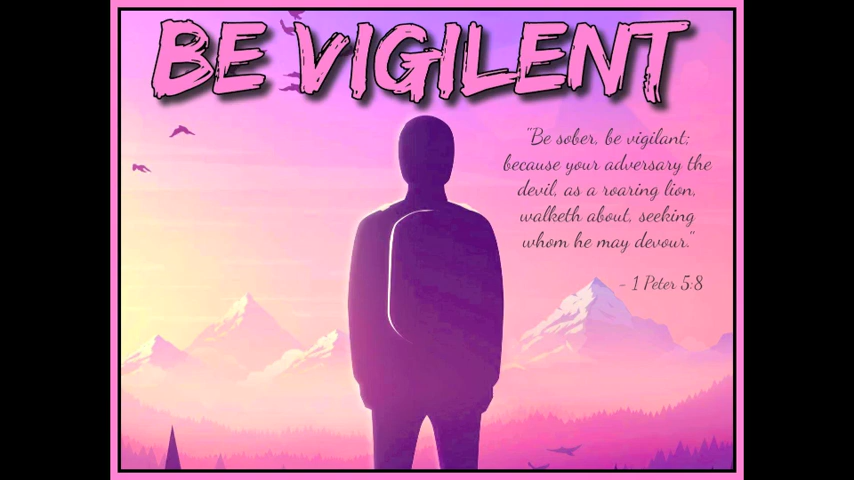 BE VIGILENT
"Be sober, be vigilant;
because your adversary the
devil, as a roaring lion,
walketh about, seeking
whom he may devour."
- 1 Peter 5:8